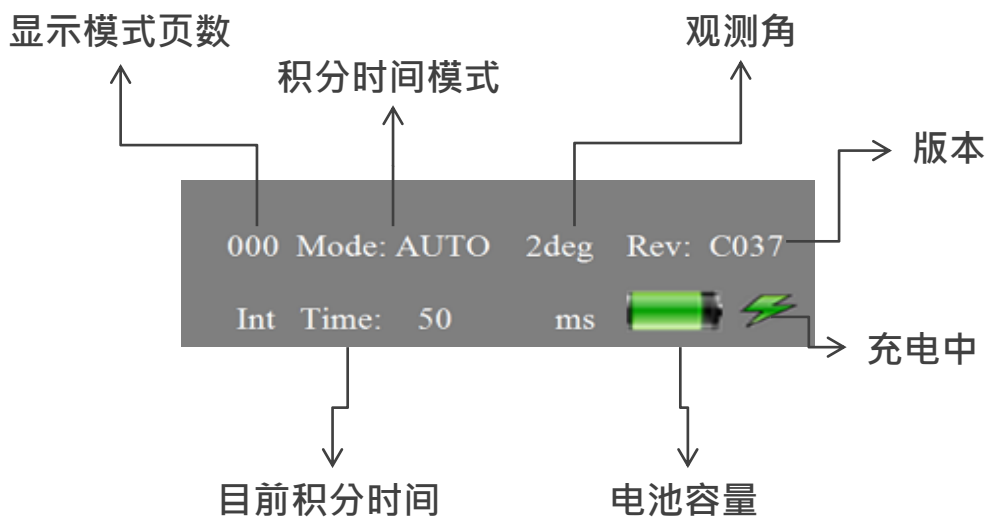 显示模式页数
观测角
积分时间模式
版本
000 Mode: AUTO 2deg Rev: C037
Int Time: 50 ms
充电中
目前积分时间
电池容量